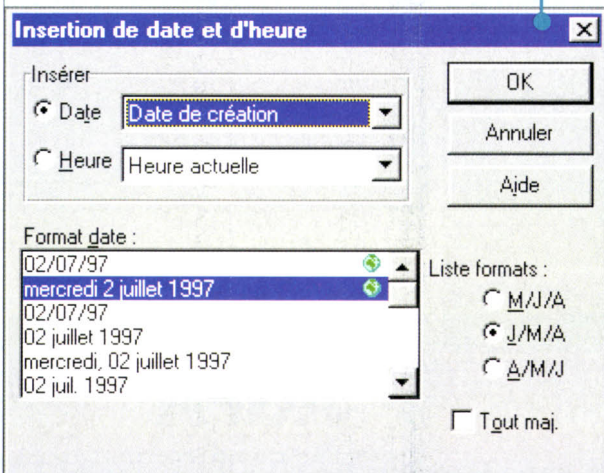 Insertion de date et d'heure
Insérer
Date Date de création
Heure Heure actuelle
OK
Annuler
Aide
Format date :
02/07/97
mercredi 2 juillet 1997
02/07/97
02 juillet 1997
mercredi, 02 juillet 1997
02 juil. 1997
Liste formats :
M/J/A
J/M/A
A/M/J
Tout maj.